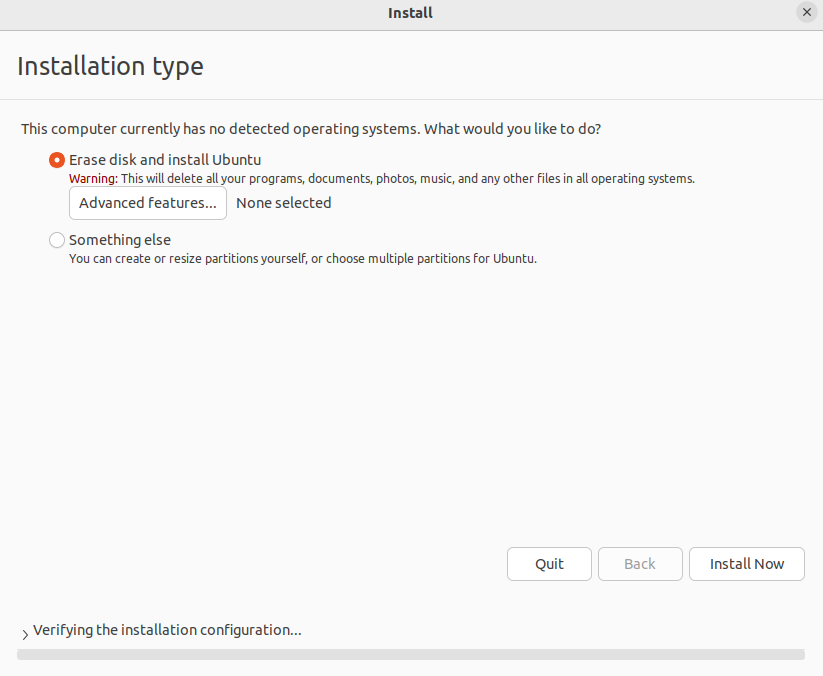 Install
Installation type
This computer currently has no detected operating systems. What would you like to do?
Erase disk and install Ubuntu
Warning: This will delete all your programs, documents, photos, music, and any other files in all operating systems.
Advanced features... None selected
Something else
You can create or resize partitions yourself, or choose multiple partitions for Ubuntu.
Quit Back Install Now
Verifying the installation configuration...